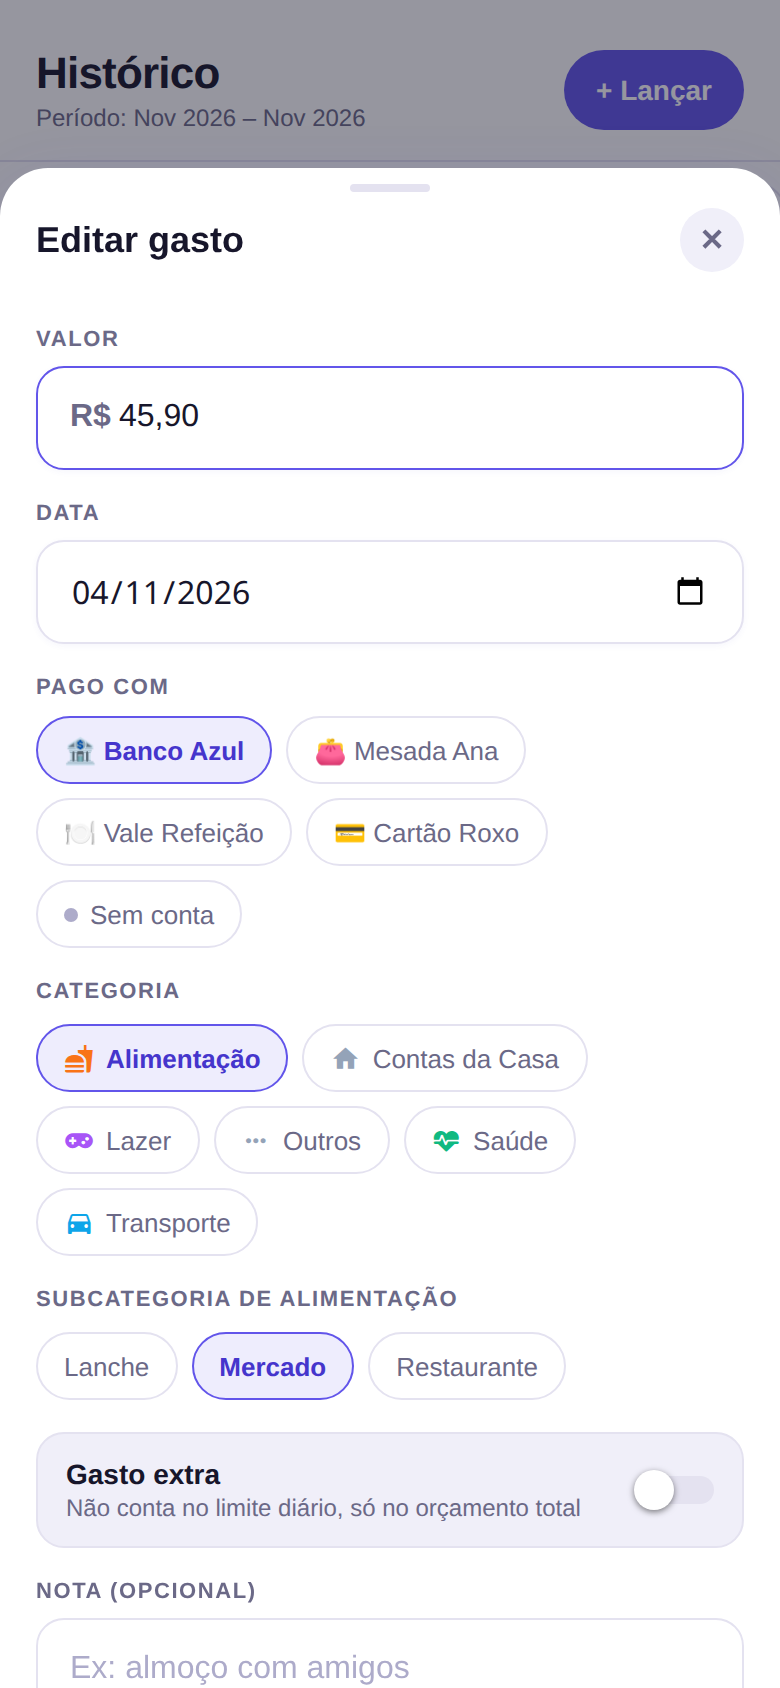 Histórico
Período: Nov 2026 – Nov 2026
+ Lançar
Editar gasto
✕
VALOR
R$ 45,90
DATA
04/11/2026
PAGO COM
Banco Azul
Mesada Ana
Vale Refeição
Cartão Roxo
Sem conta
CATEGORIA
Alimentação
Contas da Casa
Lazer
Outros
Saúde
Transporte
SUBCATEGORIA DE ALIMENTAÇÃO
Lanche
Mercado
Restaurante
Gasto extra
Não conta no limite diário, só no orçamento total
NOTA (OPCIONAL)
Ex: almoço com amigos